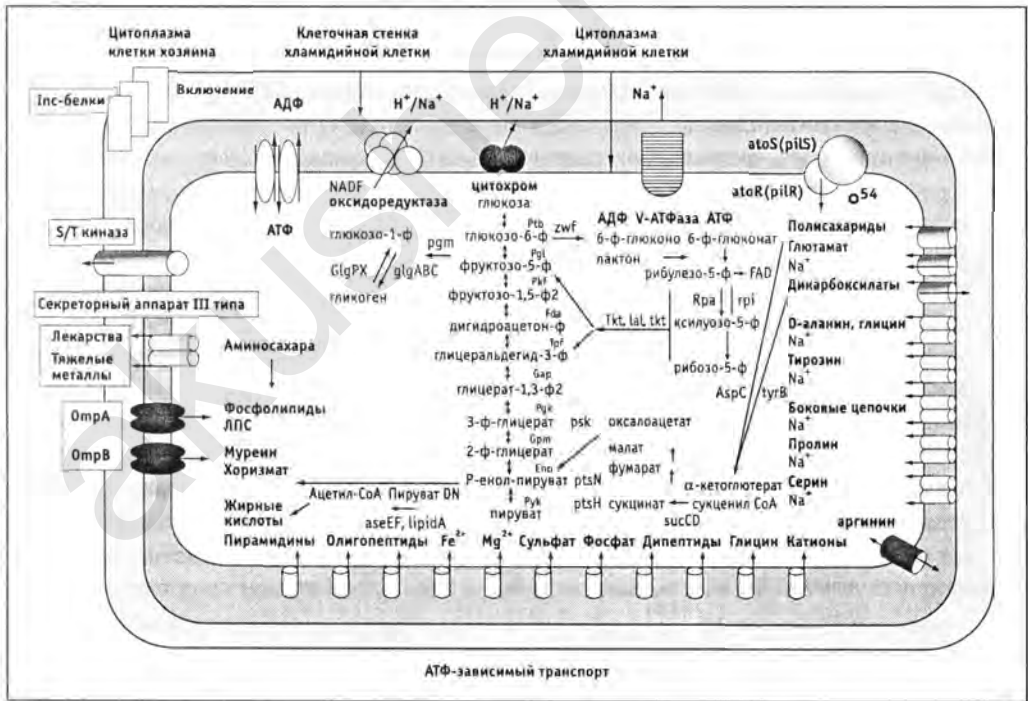 Цитоплазма
клетки хозяина
Клеточная стенка
хламидийной клетки
Цитоплазма
хламидийной клетки
Inc-белки
Включение
АДФ
H⁺/Na⁺
H⁺/Na⁺
Na⁺
atoS(pilS)
atoR(pilR)
54
NADF
оксидоредуктаза
цитохром
глюкоза
АТФ
S/T киназа
глюкозо-1-ф
pgm
GlgPX
glgABC
гликоген
Ptb
глюкозо-6-ф
zwf
АДФ V-АТФаза АТФ
6-ф-глюконо 6-ф-глюконат
лактон
Pgi
фруктозо-5-ф
рибулезо-5-ф
FAD
Pkf
фруктозо-1,5-ф2
Rpa
rpi
Fda
дигидроацетон-ф
Tkt, lal, tkt
ксилуозо-5-ф
Tpf
глицеральдегид-3-ф
рибозо-5-ф
Gap
глицерат-1,3-ф2
AspC
tyrB
Pgk
3-ф-глицерат
psk
оксалоацетат
Gpm
2-ф-глицерат
малат
фумарат
Eno
Р-енол-пируват
ptsN
α-кетоглютерат
Pyk
пируват
ptsH
сукцинат
сукценил СоА
sucCD
Полисахариды
Глютамат
Na⁺
Дикарбоксилаты
D-аланин, глицин
Na⁺
Тирозин
Na⁺
Боковые цепочки
Na⁺
Пролин
Na⁺
Серин
Na⁺
аргинин
Секреторный аппарат III типа
Лекарства
Тяжелые
металлы
Аминосахара
OmpA
Фосфолипиды
ЛПС
OmpB
Муреин
Хоризмат
Ацетил-СоА Пируват DN
Жирные
кислоты
aseEF, lipidA
Пирамидины Олигопептиды Fe²⁺ Mg²⁺ Сульфат Фосфат Дипептиды Глицин Катионы
АТФ-зависимый транспорт